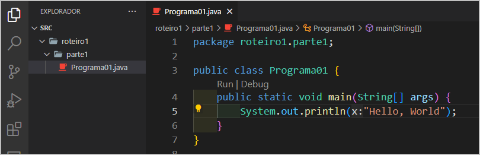 EXPLORADOR
SRC
roteiro1
parte1
Programa01.java
Programa01.java
roteiro1 > parte1 > Programa01.java > Programa01 > main(String[])
1 package roteiro1.parte1;
2
3 public class Programa01 {
Run | Debug
4 public static void main(String[] args) {
5 System.out.println(x:"Hello, World");
6 }
7 }